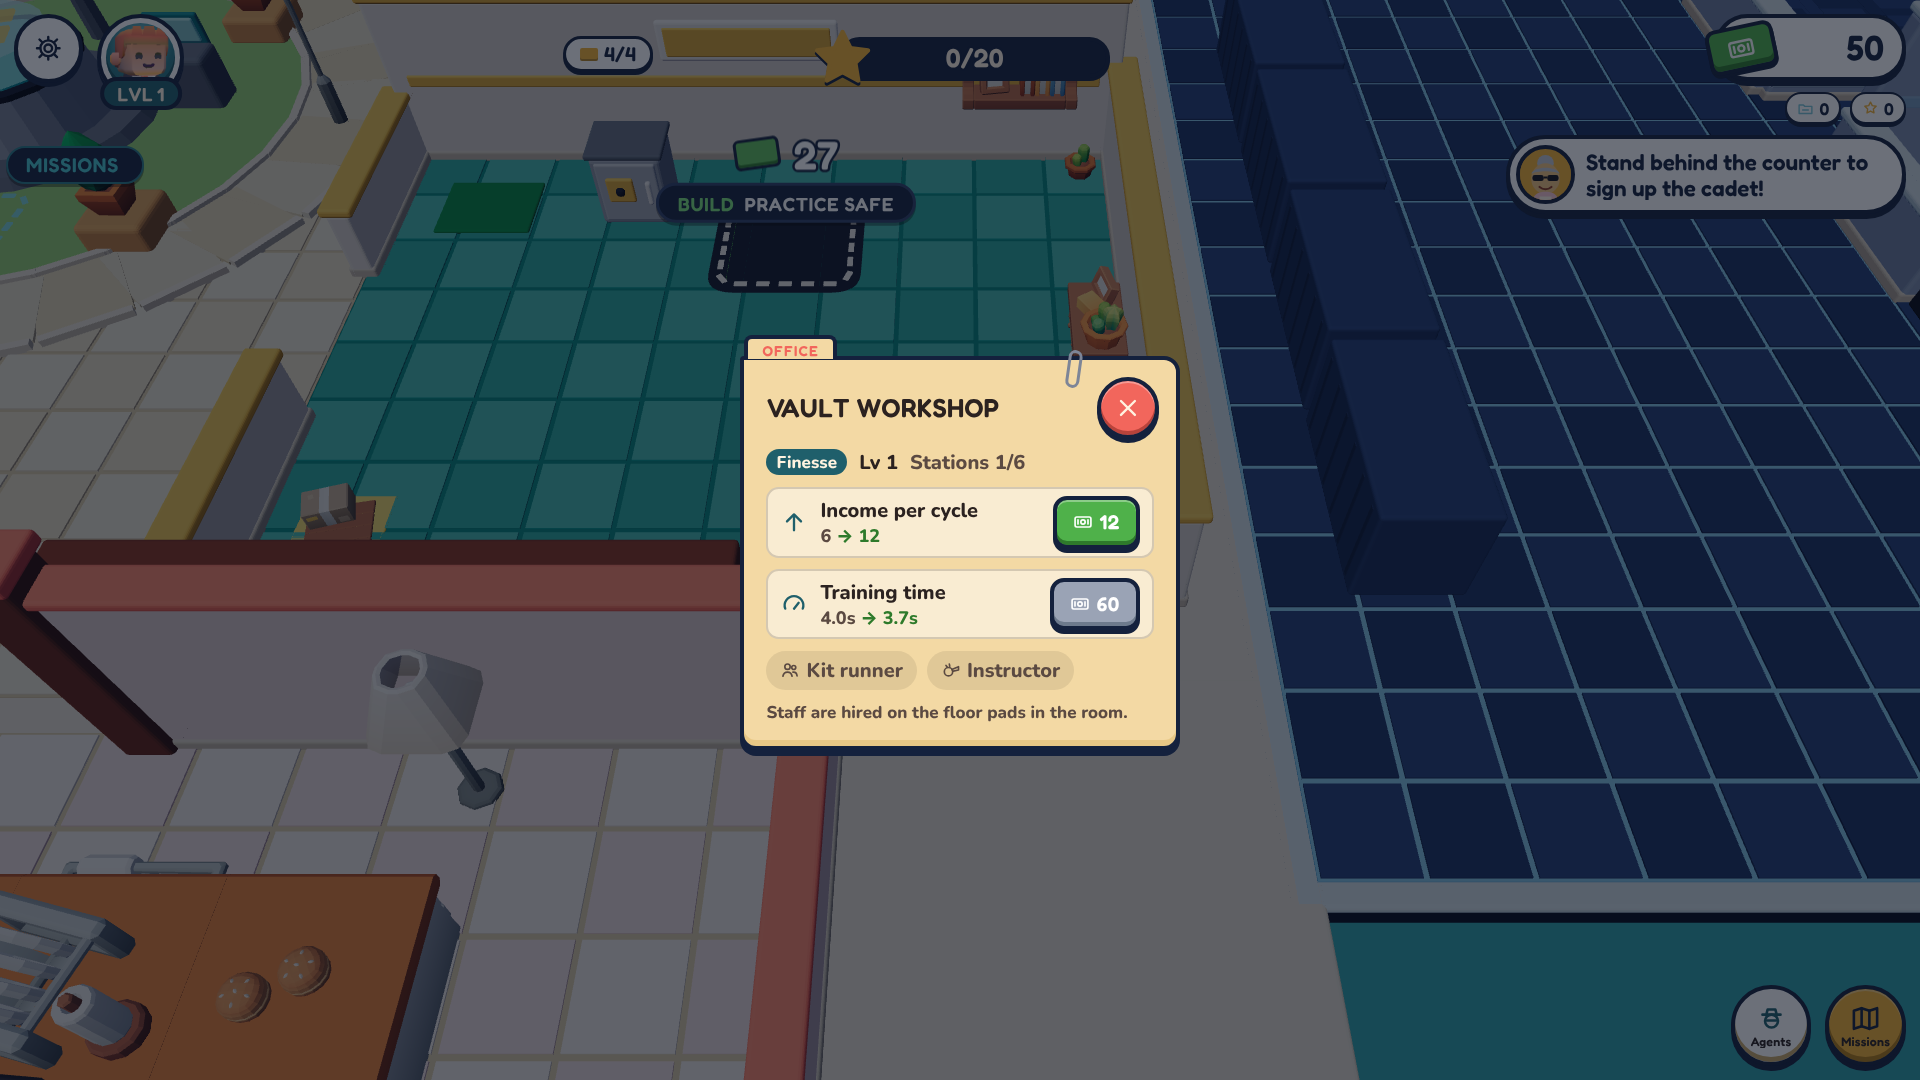 LVL 1
MISSIONS
4/4
0/20
50
0
0
Stand behind the counter to
sign up the cadet!
27
BUILD PRACTICE SAFE
OFFICE
VAULT WORKSHOP
Finesse Lv 1 Stations 1/6
Income per cycle
6 → 12
12
Training time
4.0s → 3.7s
60
Kit runner
Instructor
Staff are hired on the floor pads in the room.
Agents
Missions